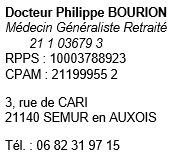 Docteur Philippe BOURION
Médecin Généraliste Retraité
21 1 03679 3
RPPS : 10003788923
CPAM : 21199955 2
3, rue de CARI
21140 SEMUR en AUXOIS
Tél. : 06 82 31 97 15